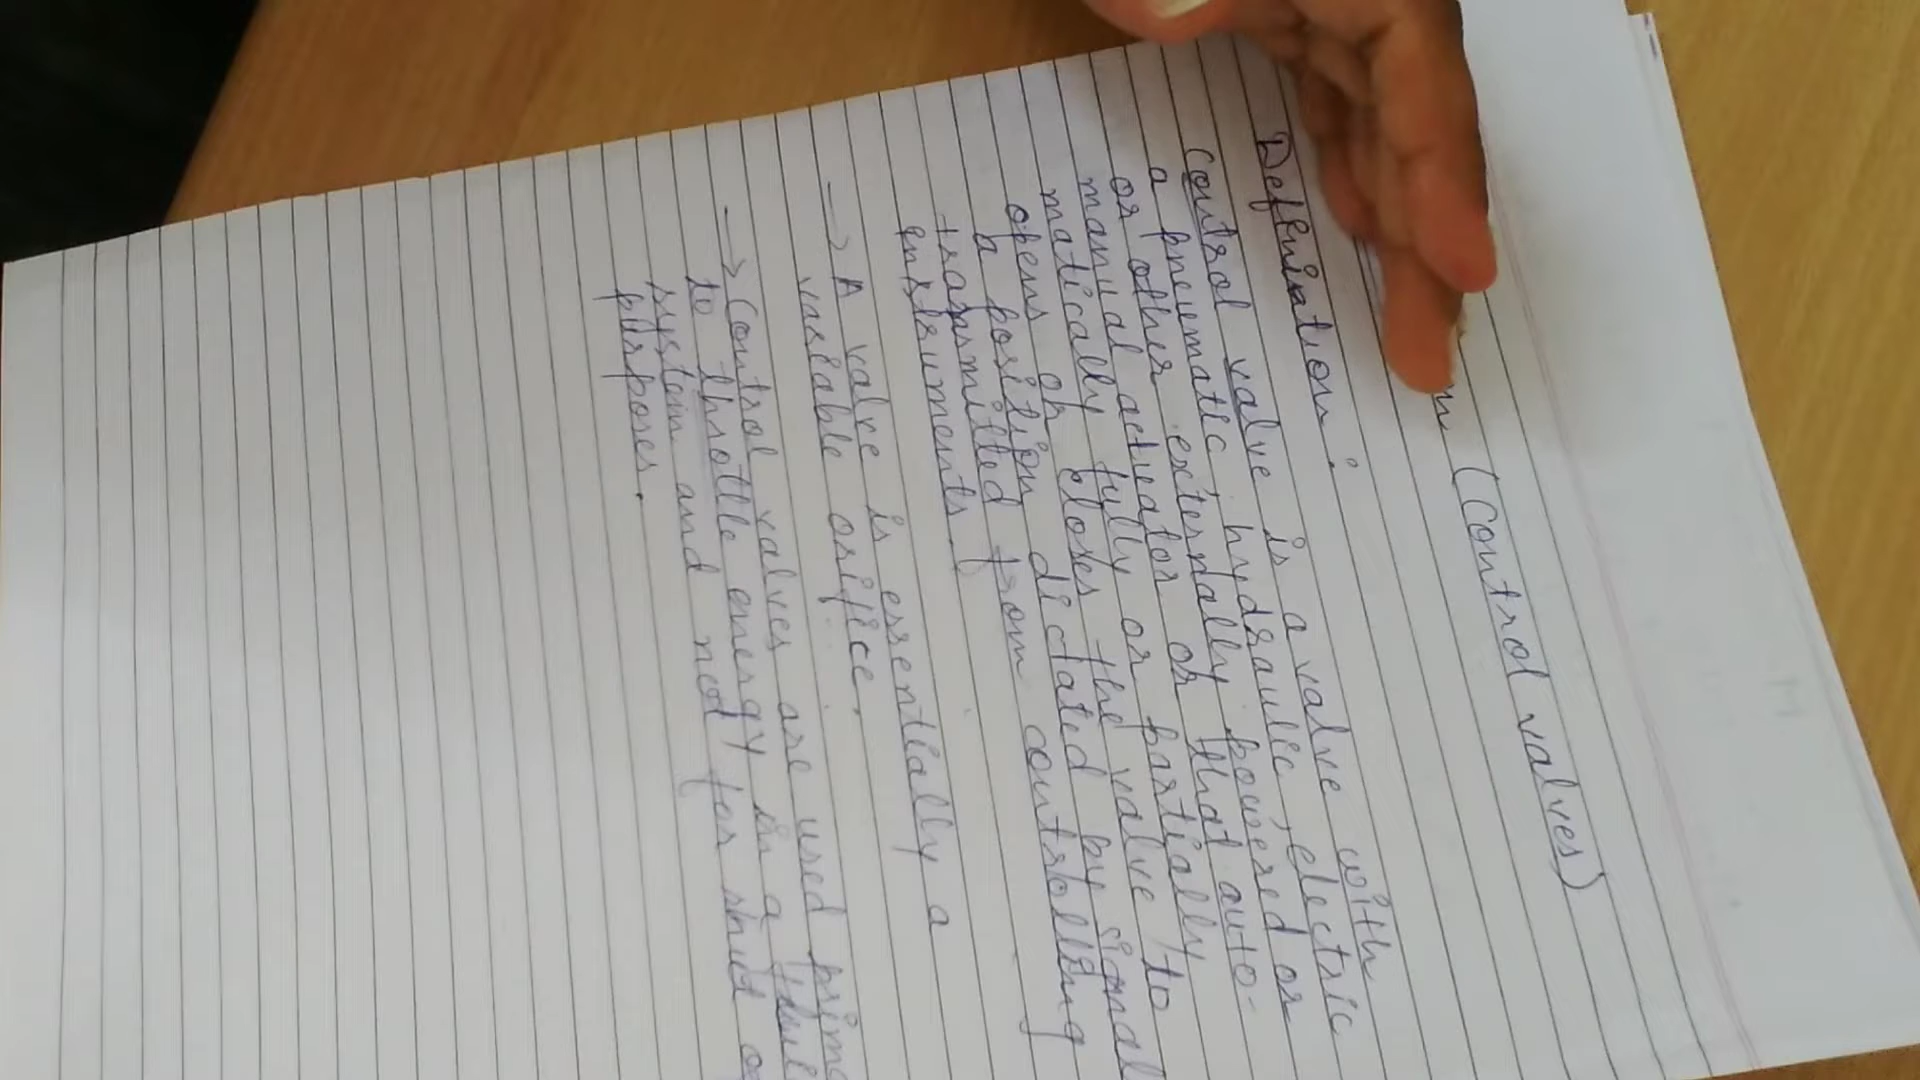 (Control valves)
Definiation :
Control valve is a valve with
a pneumatic, hydraulic, electric
or other externally powered or
manual actuator or that auto-
matically fully or partially
opens or closes the valve to
a position dictated by signal
transmitted from controlling
instruments.
→ A valve is essentially a
variable orifice.
→ Control valves are used
to throttle energy in a
system and not for shut
purposes.